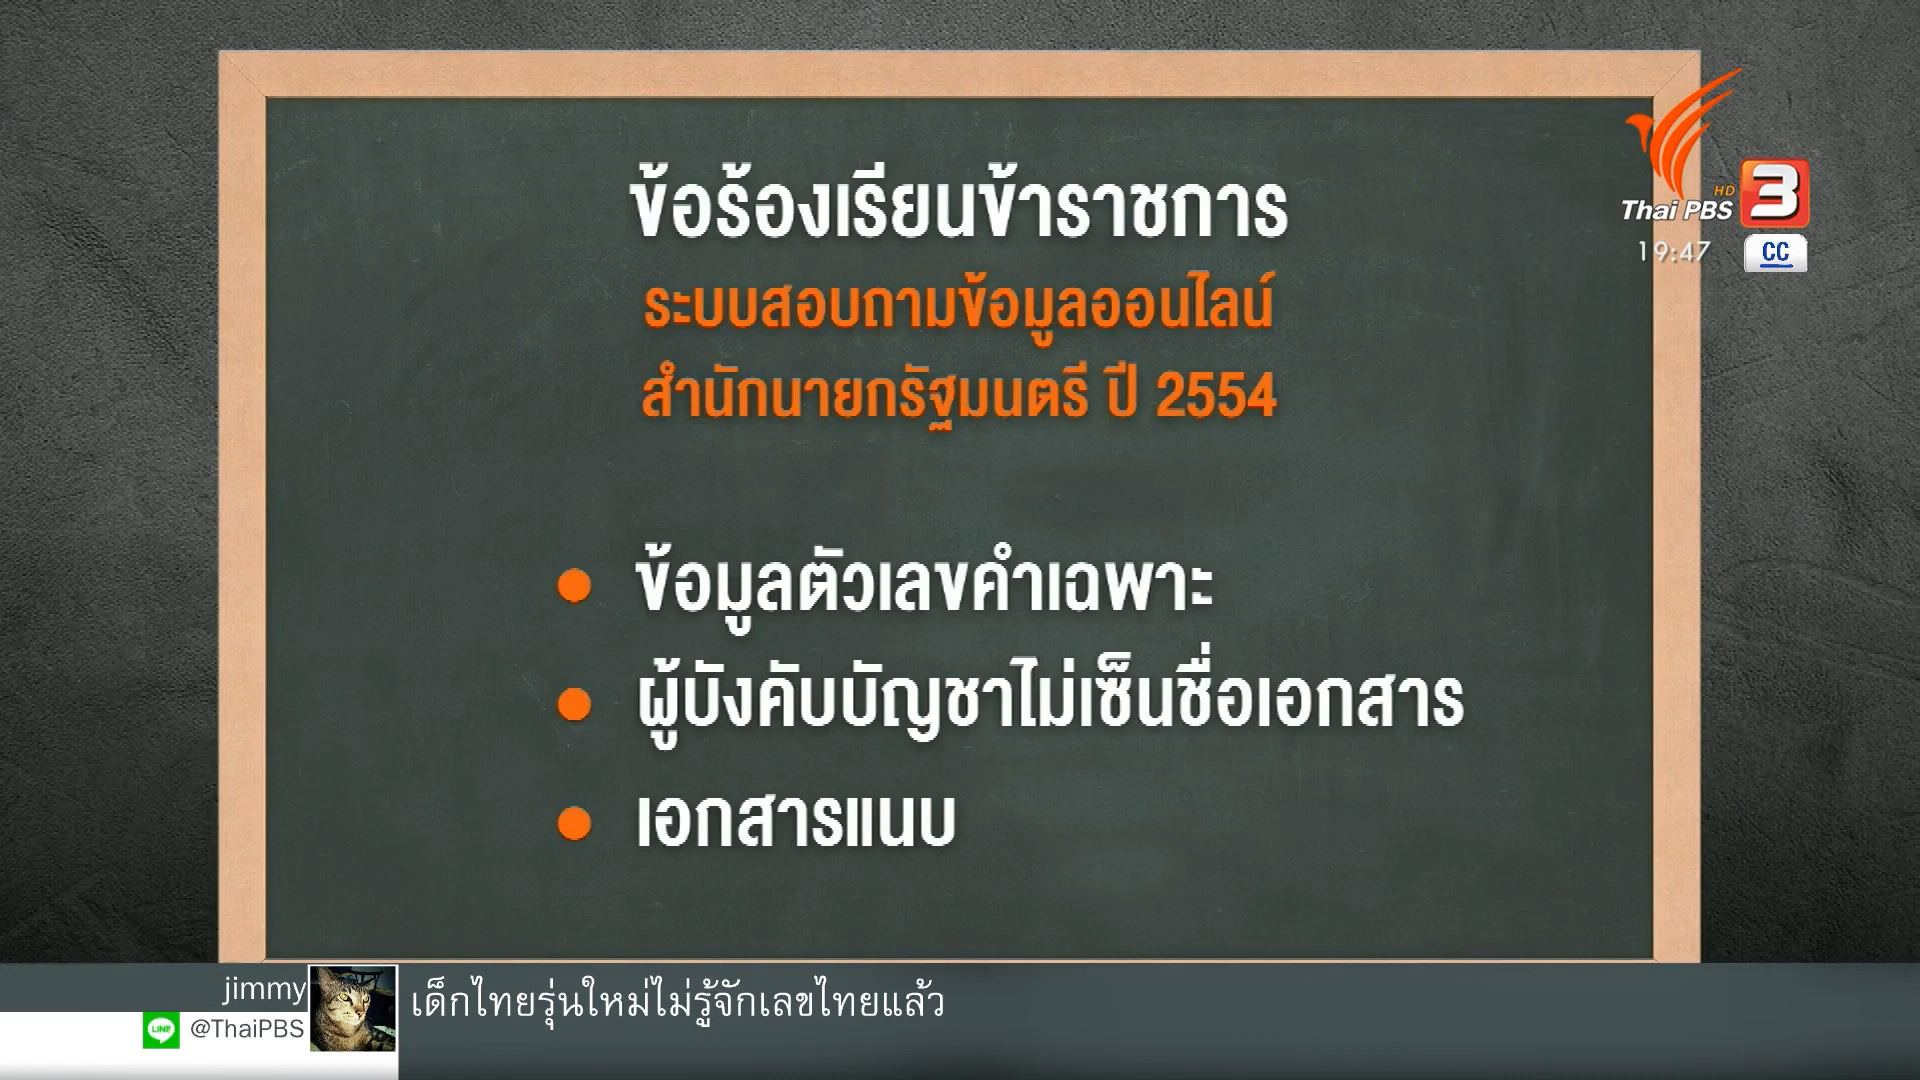 ข้อร้องเรียนข้าราชการ
ระบบสอบถามข้อมูลออนไลน์
สำนักนายกรัฐมนตรี ปี 2554
ข้อมูลตัวเลขคำเฉพาะ
ผู้บังคับบัญชาไม่เซ็นชื่อเอกสาร
เอกสารแนบ
HD
Thai PBS 3
19:47 CC
jimmy
LINE @ThaiPBS
เด็กไทยรุ่นใหม่ไม่รู้จักเลขไทยแล้ว